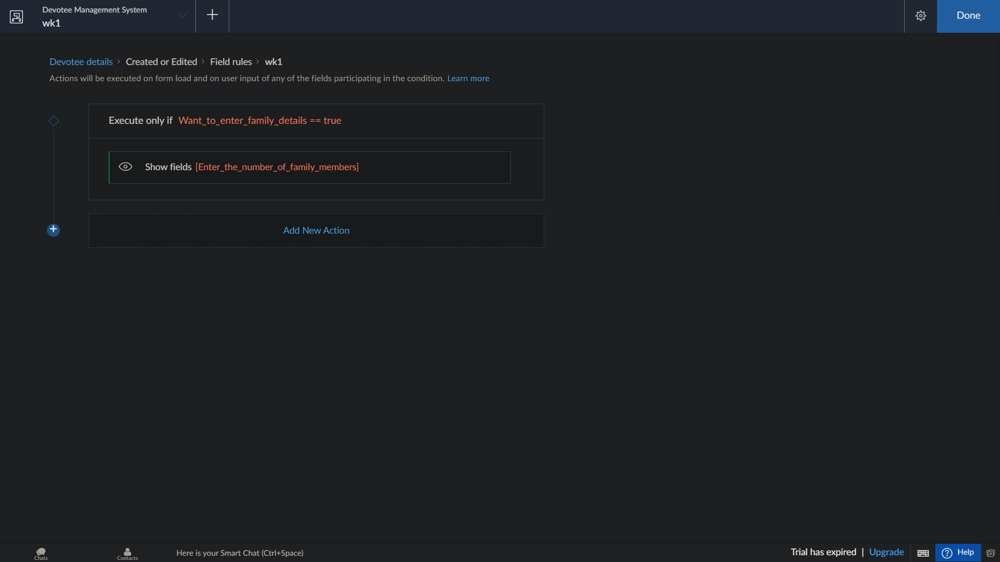 Devotee Management System
wk1
Done
Devotee details > Created or Edited > Field rules > wk1
Actions will be executed on form load and on user input of any of the fields participating in the condition. Learn more
Execute only if Want_to_enter_family_details == true
Show fields [Enter_the_number_of_family_members]
Add New Action
Chats
Contacts
Here is your Smart Chat (Ctrl+Space)
Trial has expired | Upgrade
Help